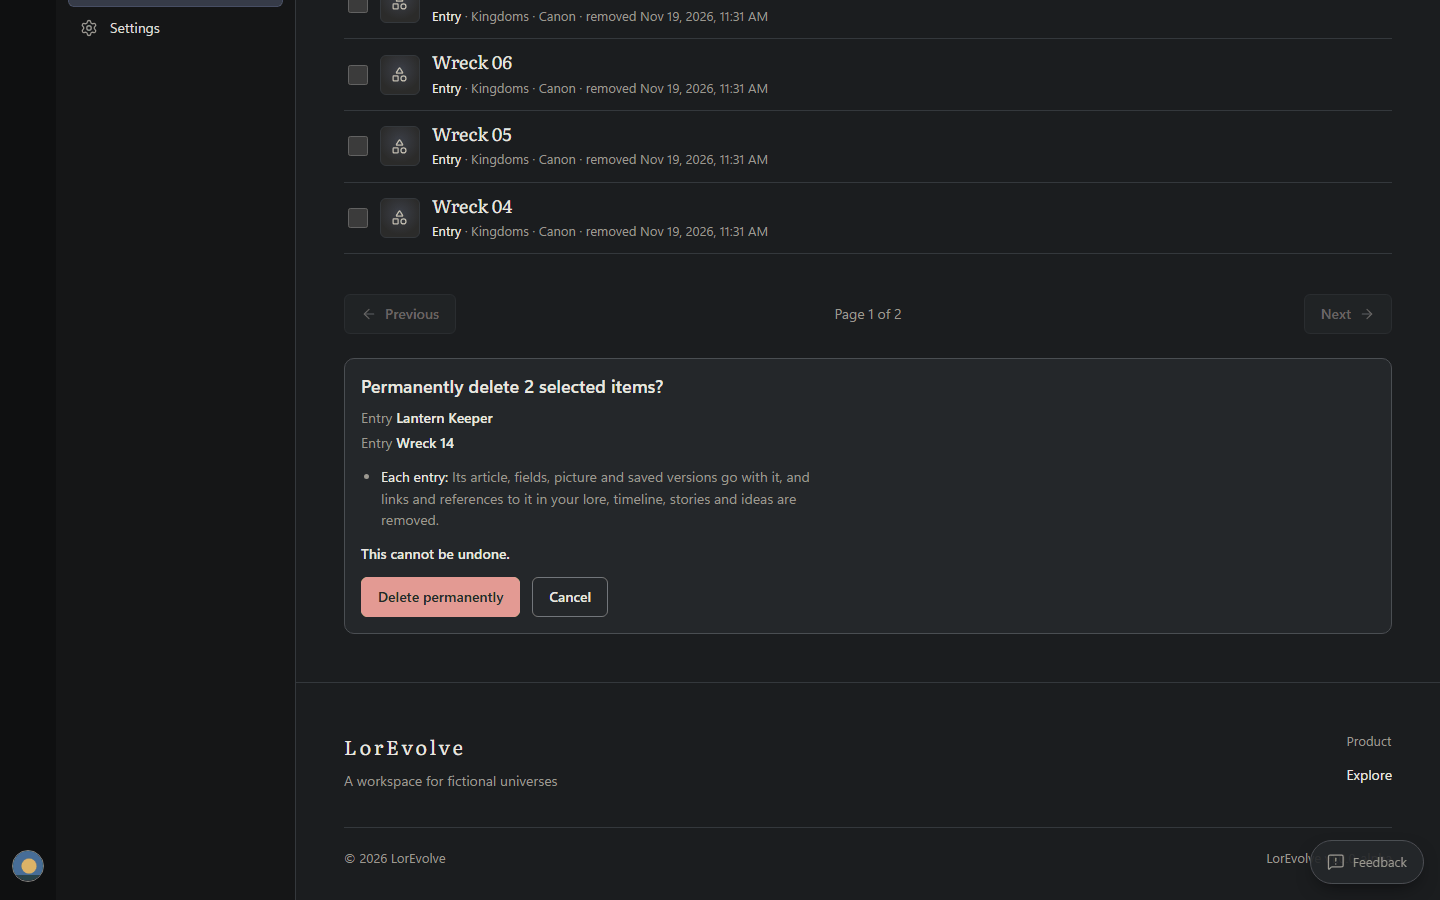 Settings
Entry · Kingdoms · Canon · removed Nov 19, 2026, 11:31 AM
Wreck 06
Entry · Kingdoms · Canon · removed Nov 19, 2026, 11:31 AM
Wreck 05
Entry · Kingdoms · Canon · removed Nov 19, 2026, 11:31 AM
Wreck 04
Entry · Kingdoms · Canon · removed Nov 19, 2026, 11:31 AM
Previous
Page 1 of 2
Next
Permanently delete 2 selected items?
Entry Lantern Keeper
Entry Wreck 14
Each entry: Its article, fields, picture and saved versions go with it, and
links and references to it in your lore, timeline, stories and ideas are
removed.
This cannot be undone.
Delete permanently
Cancel
LorEvolve
A workspace for fictional universes
Product
Explore
© 2026 LorEvolve
Feedback